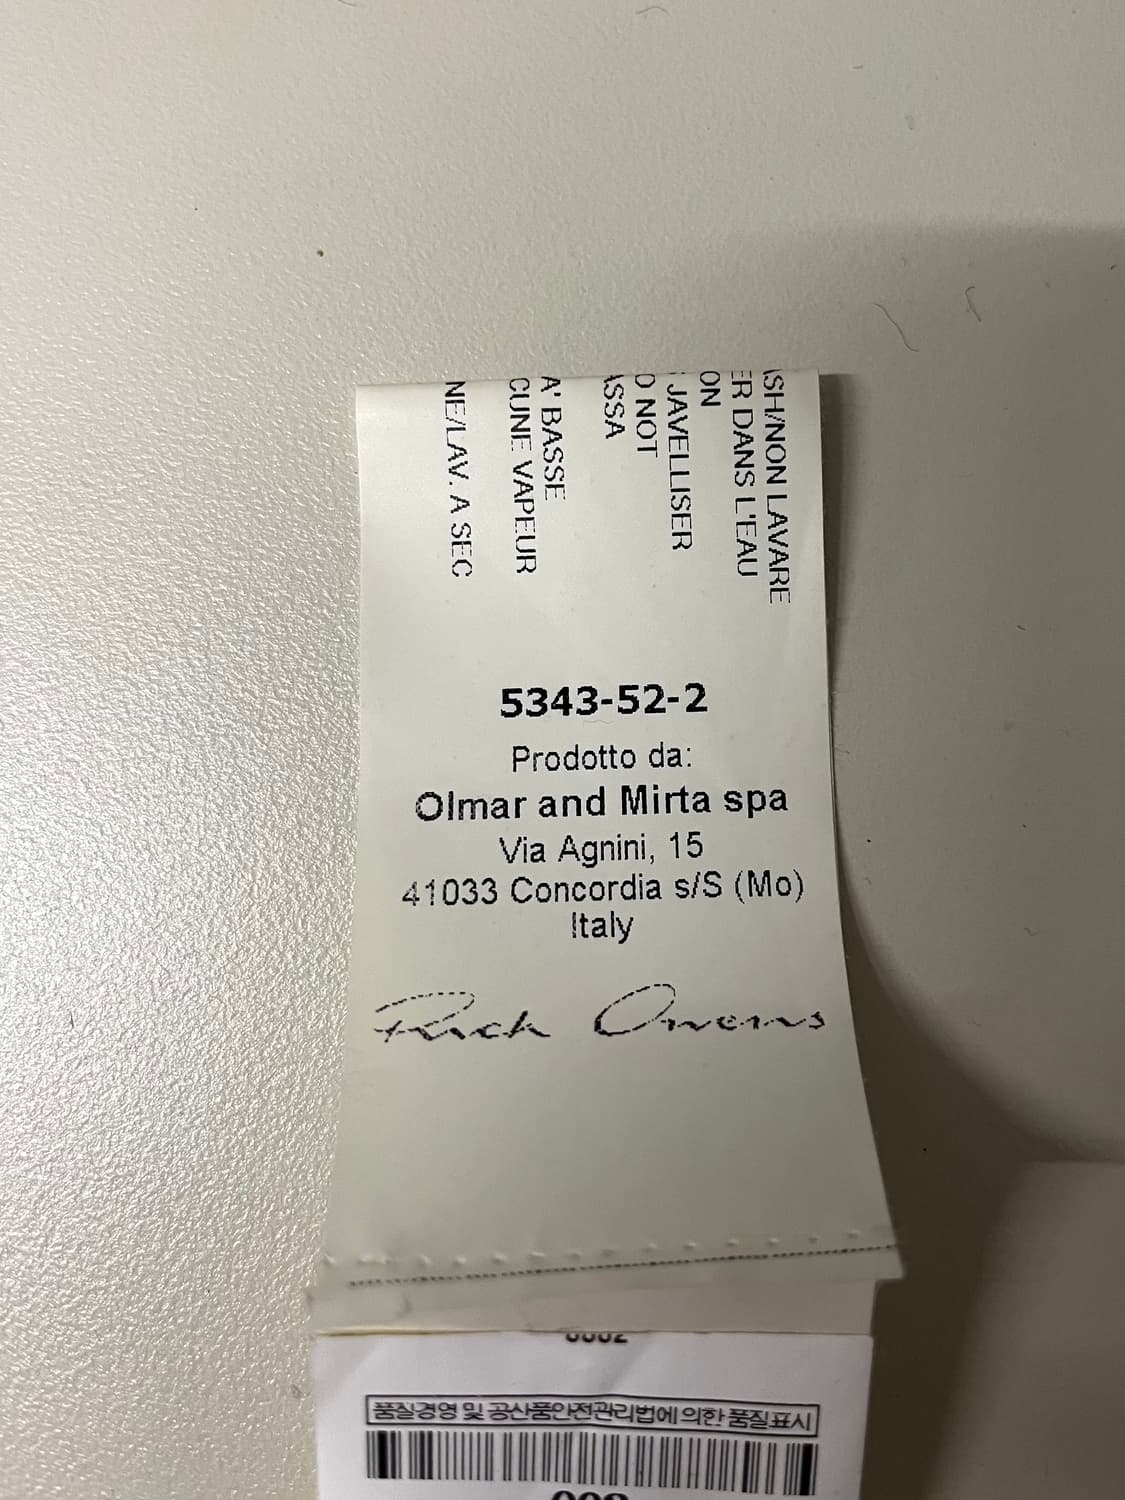 NON LAVARE
ER DANS L'EAU
ON
JAVELLISER
O NOT
ASSA
A' BASSE
CUNE VAPEUR
NE/LAV. A SEC
5343-52-2
Prodotto da:
Olmar and Mirta spa
Via Agnini, 15
41033 Concordia s/S (Mo)
Italy
Rick Owens
품질경영 및 공산품안전관리법에 의한 품질표시